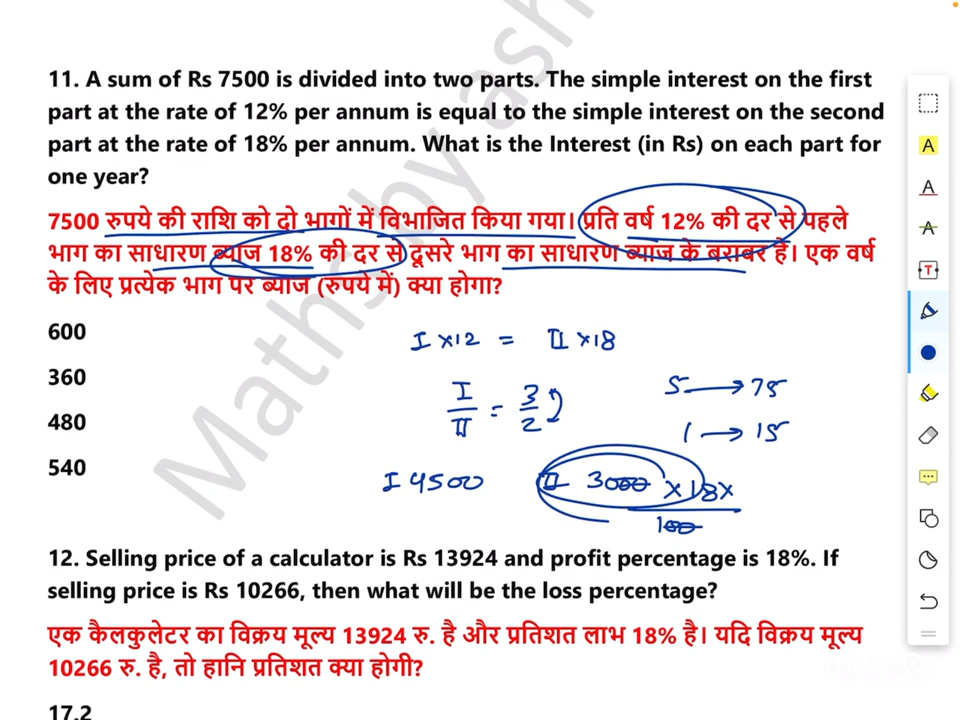 11. A sum of Rs 7500 is divided into two parts. The simple interest on the first
part at the rate of 12% per annum is equal to the simple interest on the second
part at the rate of 18% per annum. What is the Interest (in Rs) on each part for
one year?
7500 रुपये की राशि को दो भागों में विभाजित किया गया। प्रति वर्ष 12% की दर से पहले
भाग का साधारण ब्याज 18% की दर से दूसरे भाग का साधारण ब्याज के बराबर है। एक वर्ष
के लिए प्रत्येक भाग पर ब्याज (रुपये में) क्या होगा?
600
360
480
540
I × 12 = II × 18
I/II = 3/2
5 → 75
1 → 15
I 4500 II 3000 × 18 ×
100
Maths by ash
12. Selling price of a calculator is Rs 13924 and profit percentage is 18%. If
selling price is Rs 10266, then what will be the loss percentage?
एक कैलकुलेटर का विक्रय मूल्य 13924 रु. है और प्रतिशत लाभ 18% है। यदि विक्रय मूल्य
10266 रु. है, तो हानि प्रतिशत क्या होगी?
17.2